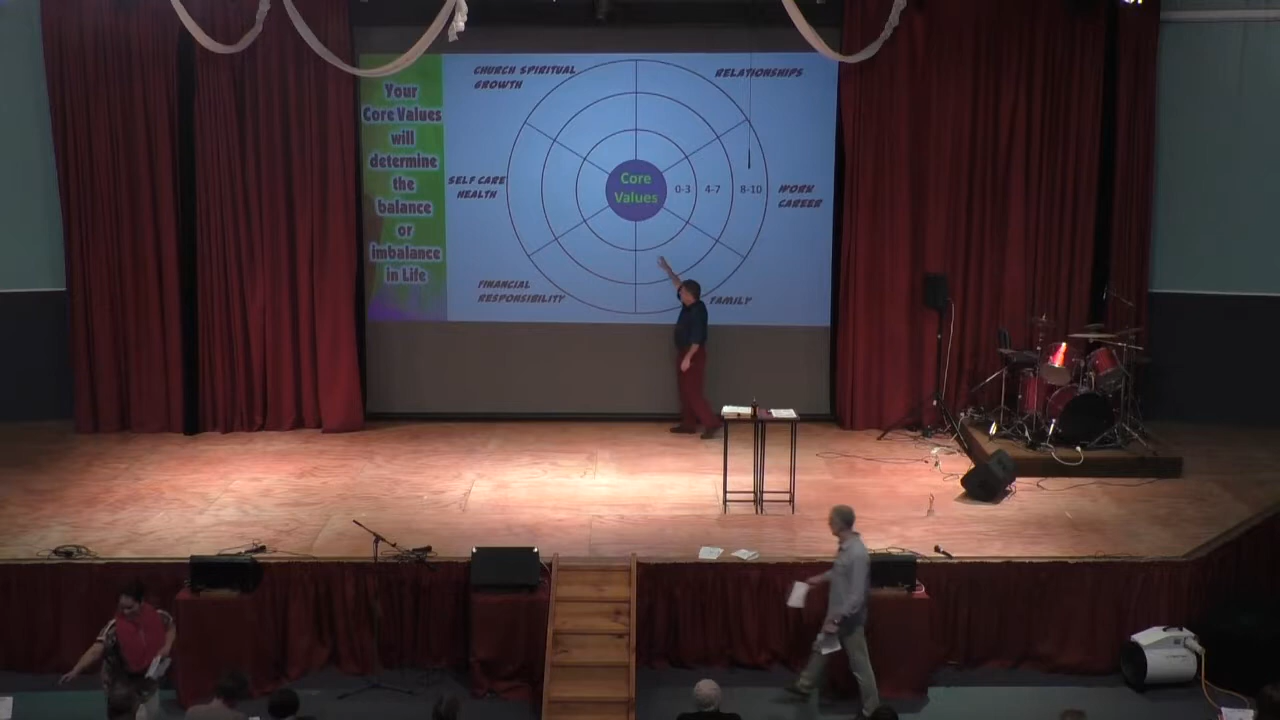 Your
Core Values
will
determine
the
balance
or
imbalance
in Life
CHURCH SPIRITUAL
GROWTH
RELATIONSHIPS
SELF CARE
HEALTH
Core
Values
0-3
4-7
8-10
WORK
CAREER
FINANCIAL
RESPONSIBILITY
FAMILY